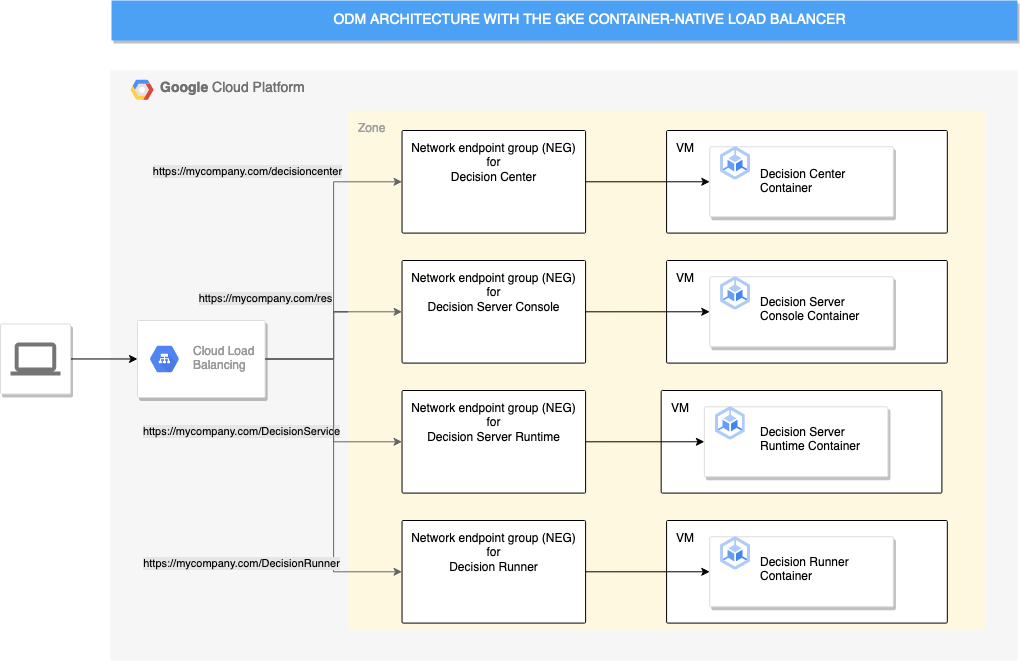 ODM ARCHITECTURE WITH THE GKE CONTAINER-NATIVE LOAD BALANCER
Google Cloud Platform
Zone
https://mycompany.com/decisioncenter
Network endpoint group (NEG)
for
Decision Center
VM
Decision Center
Container
https://mycompany.com/res
Network endpoint group (NEG)
for
Decision Server Console
VM
Decision Server
Console Container
Cloud Load
Balancing
https://mycompany.com/DecisionService
Network endpoint group (NEG)
for
Decision Server Runtime
VM
Decision Server
Runtime Container
https://mycompany.com/DecisionRunner
Network endpoint group (NEG)
for
Decision Runner
VM
Decision Runner
Container